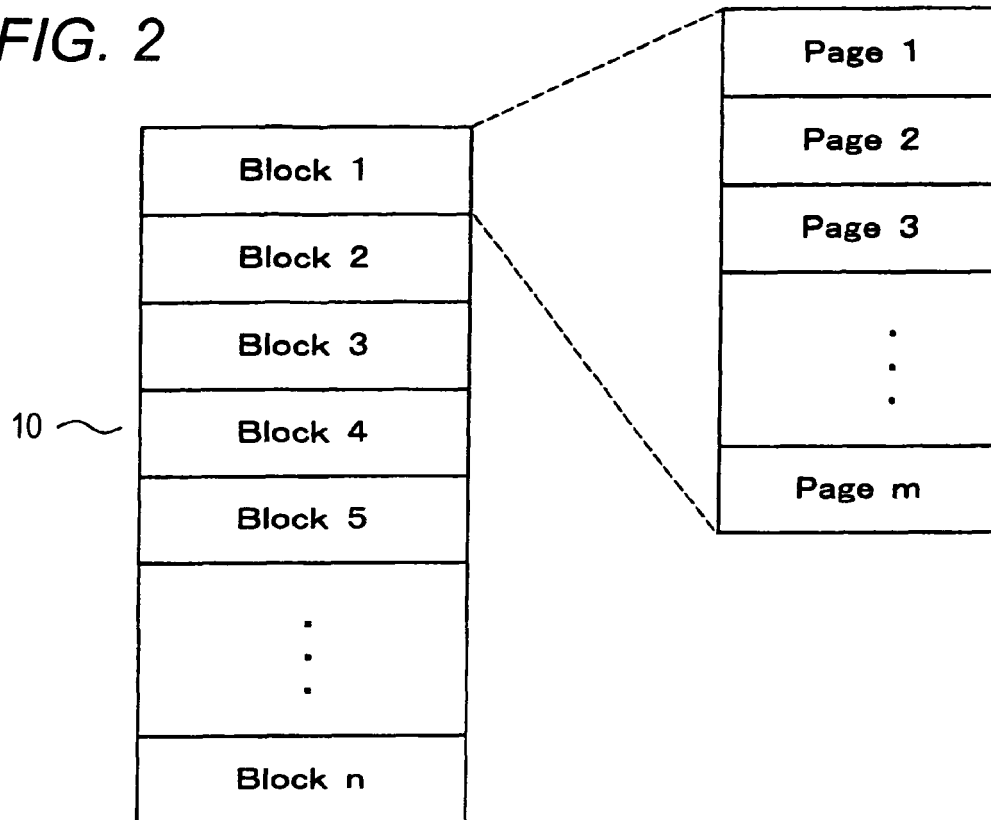 FIG. 2
Block 1
Block 2
Block 3
10
Block 4
Block 5
Block n
Page 1
Page 2
Page 3
Page m